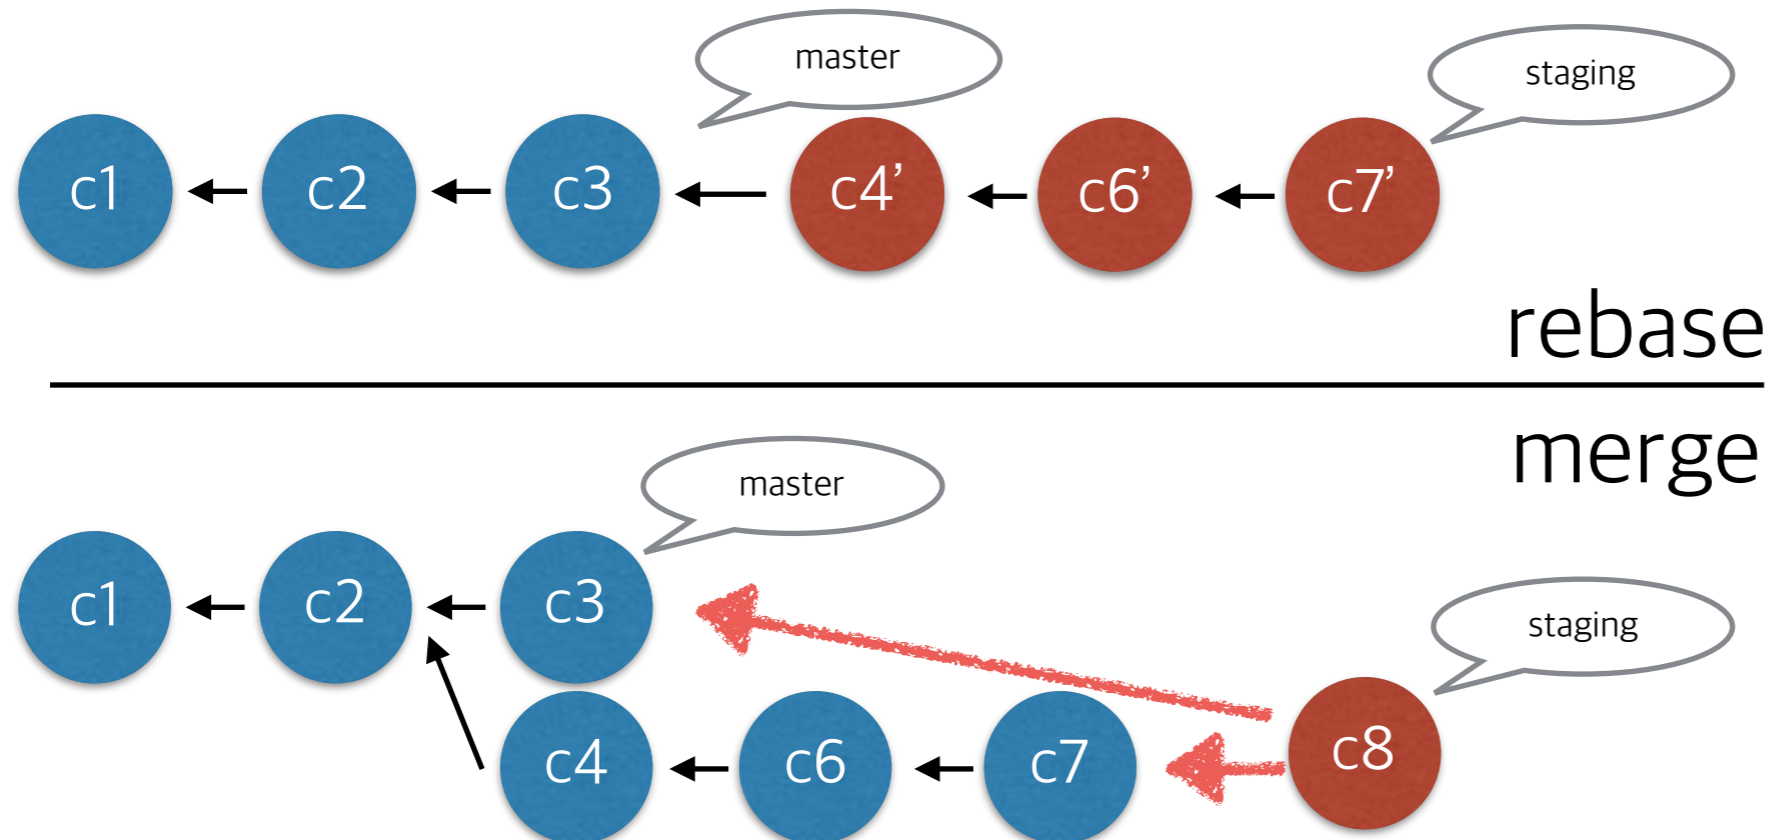 master
staging
c1
c2
c3
c4’
c6’
c7’
rebase
merge
master
c1
c2
c3
staging
c4
c6
c7
c8